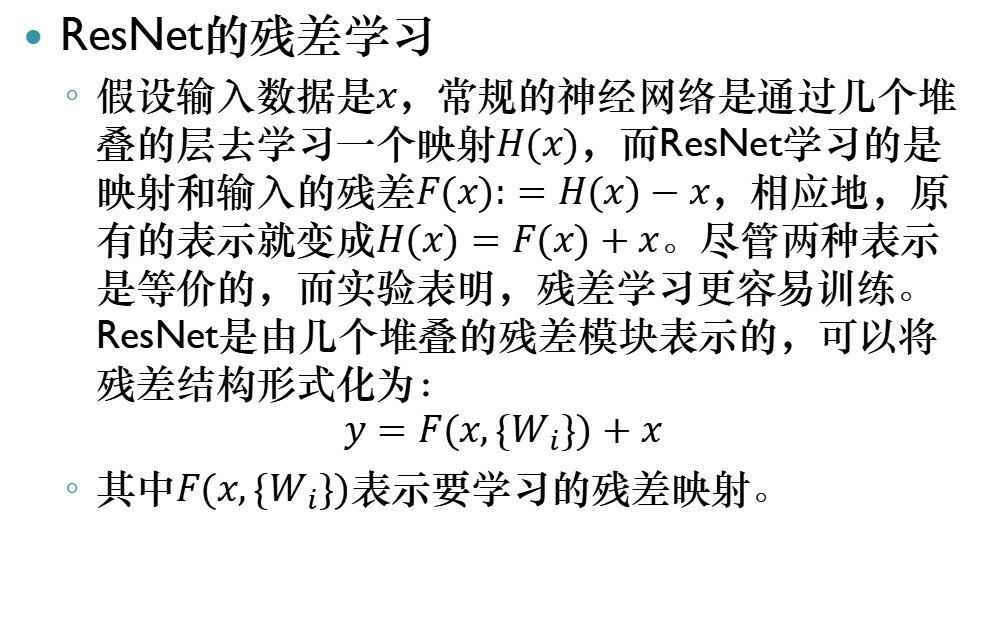 ResNet的残差学习
假设输入数据是x，常规的神经网络是通过几个堆
叠的层去学习一个映射H(x)，而ResNet学习的是
映射和输入的残差F(x): = H(x) − x，相应地，原
有的表示就变成H(x) = F(x) + x。尽管两种表示
是等价的，而实验表明，残差学习更容易训练。
ResNet是由几个堆叠的残差模块表示的，可以将
残差结构形式化为：
y = F(x, {W_i}) + x
其中F(x, {W_i})表示要学习的残差映射。